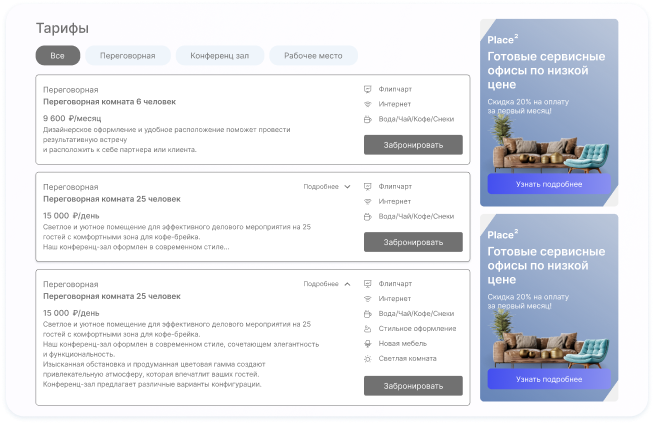 Тарифы
Все
Переговорная
Конференц зал
Рабочее место
Переговорная
Переговорная комната 6 человек
9 600 ₽/месяц
Дизайнерское оформление и удобное расположение поможет провести
результативную встречу
и расположить к себе партнера или клиента.
Флипчарт
Интернет
Вода/Чай/Кофе/Снеки
Забронировать
Переговорная
Подробнее
Переговорная комната 25 человек
15 000 ₽/день
Светлое и уютное помещение для эффективного делового мероприятия на 25
гостей с комфортными зона для кофе-брейка.
Наш конференц-зал оформлен в современном стиле...
Флипчарт
Интернет
Вода/Чай/Кофе/Снеки
Забронировать
Переговорная
Подробнее
Переговорная комната 25 человек
15 000 ₽/день
Светлое и уютное помещение для эффективного делового мероприятия на 25
гостей с комфортными зона для кофе-брейка.
Наш конференц-зал оформлен в современном стиле, сочетающем элегантность
и функциональность.
Изысканная обстановка и продуманная цветовая гамма создают
привлекательную атмосферу, которая впечатлит ваших гостей.
Конференц-зал предлагает различные варианты конфигурации.
Флипчарт
Интернет
Вода/Чай/Кофе/Снеки
Стильное оформление
Новая мебель
Светлая комната
Забронировать
Place²
Готовые сервисные
офисы по низкой
цене
Скидка 20% на оплату
за первый месяц!
Узнать подробнее
Place²
Готовые сервисные
офисы по низкой
цене
Скидка 20% на оплату
за первый месяц!
Узнать подробнее